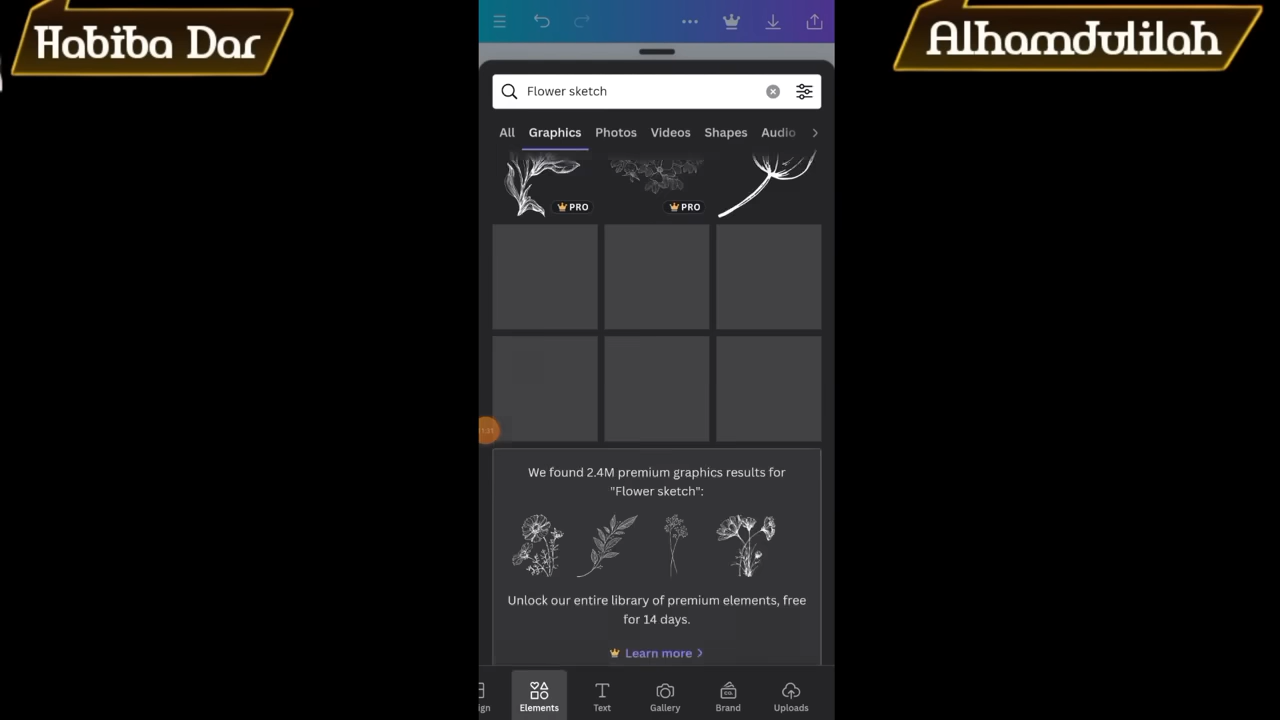 Habiba Dar
Alhamdulilah
Flower sketch
All Graphics Photos Videos Shapes Audio
PRO PRO
We found 2.4M premium graphics results for
"Flower sketch":
Unlock our entire library of premium elements, free
for 14 days.
Learn more
ign Elements Text Gallery Brand Uploads